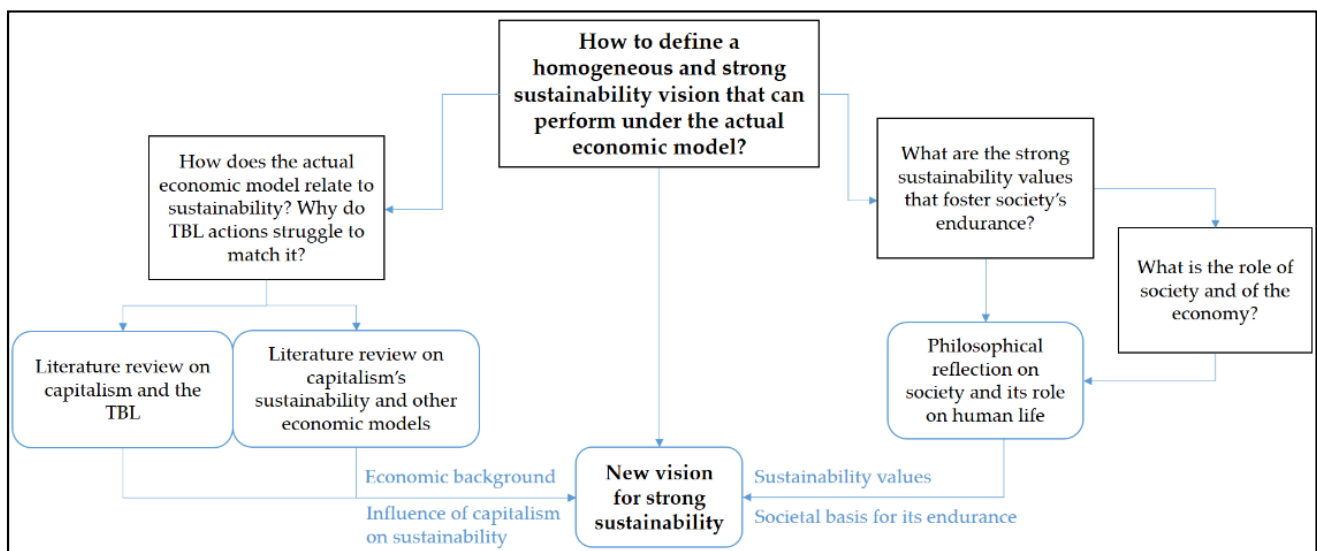 How to define a
homogeneous and strong
sustainability vision that can
perform under the actual
economic model?
How does the actual
economic model relate to
sustainability? Why do
TBL actions struggle to
match it?
What are the strong
sustainability values
that foster society's
endurance?
What is the role of
society and of the
economy?
Literature review on
capitalism and the
TBL
Literature review on
capitalism's
sustainability and other
economic models
Philosophical
reflection on
society and its role
on human life
Economic background
Influence of capitalism
on sustainability
New vision
for strong
sustainability
Sustainability values
Societal basis for its endurance